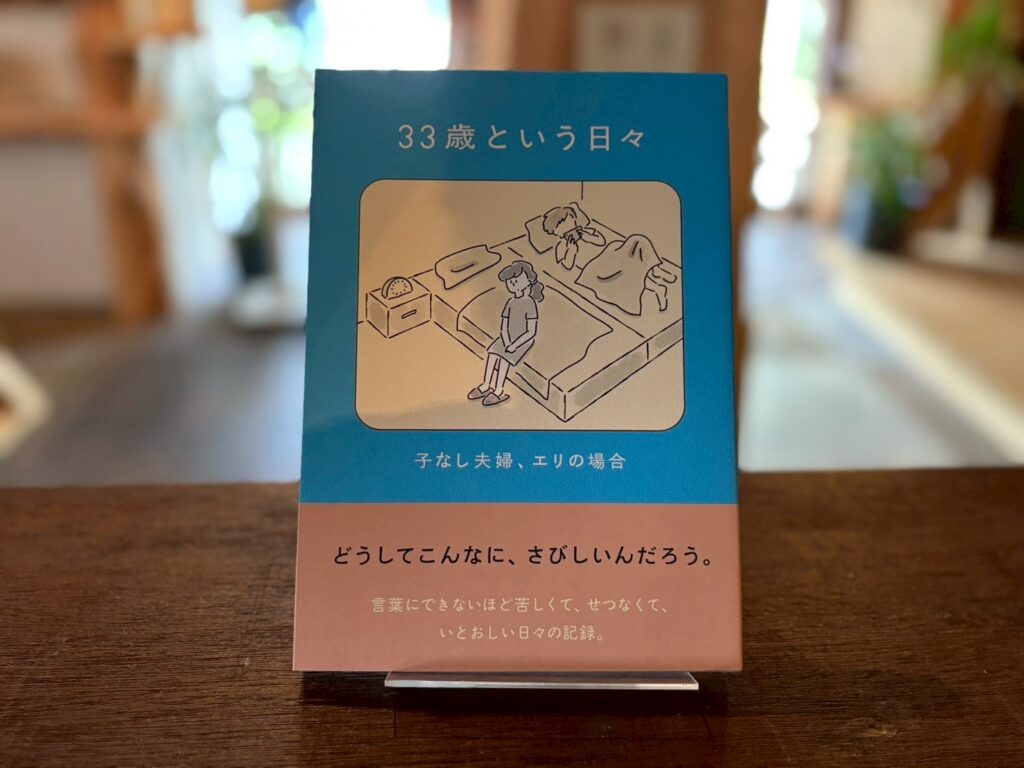 33歳という日々
子なし夫婦、エリの場合
どうしてこんなに、さびしいんだろう。
言葉にできないほど苦しくて、せつなくて、
いとおしい日々の記録。